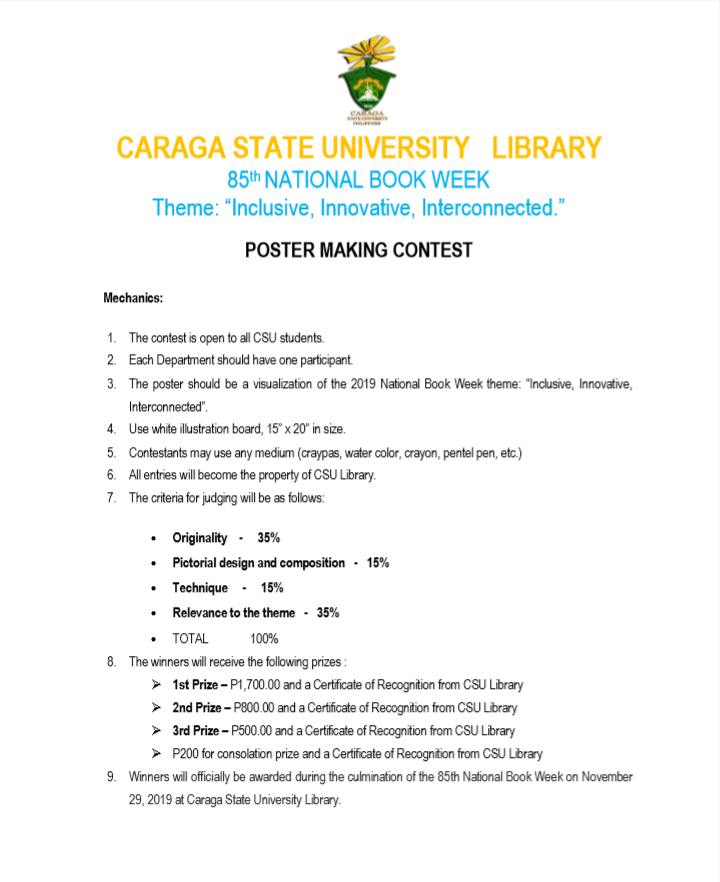 CARAGA
STATE UNIVERSITY
PHILIPPINES
CARAGA STATE UNIVERSITY LIBRARY
85th NATIONAL BOOK WEEK
Theme: “Inclusive, Innovative, Interconnected.”
POSTER MAKING CONTEST
Mechanics:
1. The contest is open to all CSU students.
2. Each Department should have one participant.
3. The poster should be a visualization of the 2019 National Book Week theme: “Inclusive, Innovative,
Interconnected”.
4. Use white illustration board, 15” x 20” in size.
5. Contestants may use any medium (craypas, water color, crayon, pentel pen, etc.)
6. All entries will become the property of CSU Library.
7. The criteria for judging will be as follows:
• Originality - 35%
• Pictorial design and composition - 15%
• Technique - 15%
• Relevance to the theme - 35%
• TOTAL 100%
8. The winners will receive the following prizes :
➢ 1st Prize – P1,700.00 and a Certificate of Recognition from CSU Library
➢ 2nd Prize – P800.00 and a Certificate of Recognition from CSU Library
➢ 3rd Prize – P500.00 and a Certificate of Recognition from CSU Library
➢ P200 for consolation prize and a Certificate of Recognition from CSU Library
9. Winners will officially be awarded during the culmination of the 85th National Book Week on November
29, 2019 at Caraga State University Library.